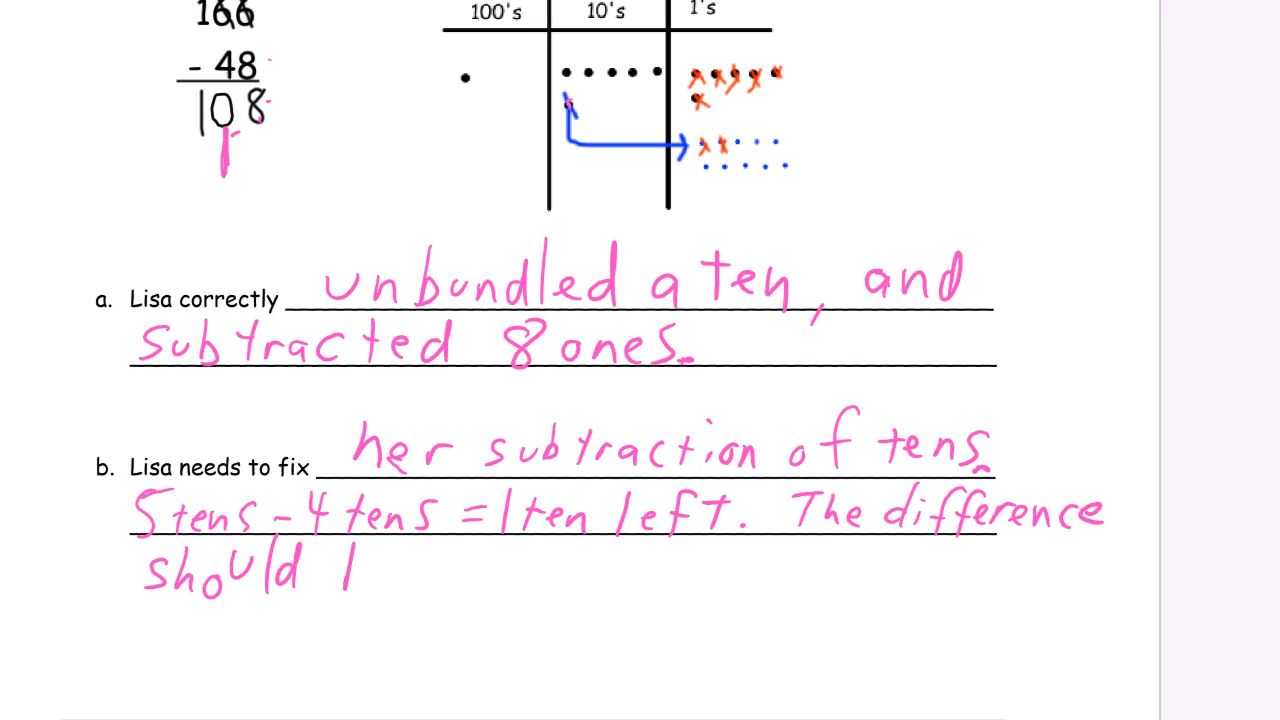 166
100's 10's 1's
- 48
108
1
a. Lisa correctly unbundled a ten, and
subtracted 8 ones.
b. Lisa needs to fix her subtraction of tens.
5 tens - 4 tens = 1 ten left. The difference
should